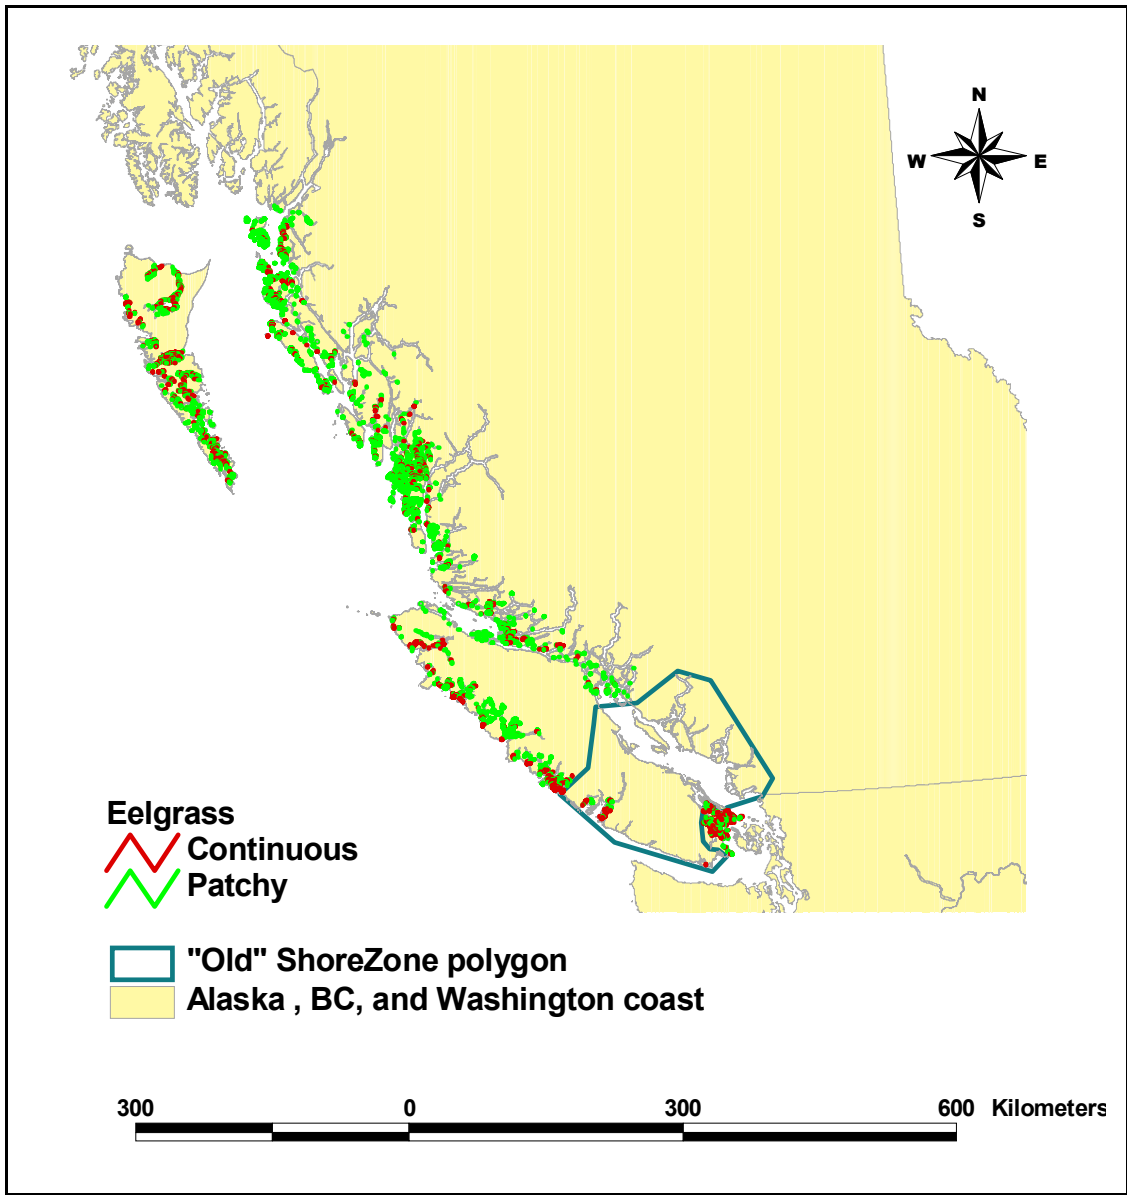 N
W E
S
Eelgrass
Continuous
Patchy
"Old" ShoreZone polygon
Alaska , BC, and Washington coast
300 0 300 600 Kilometers